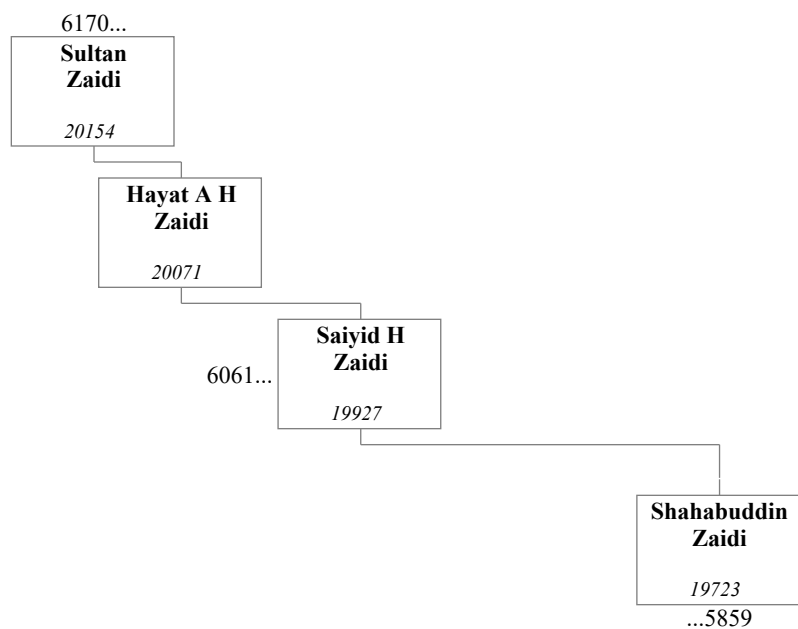 6170...
Sultan
Zaidi
20154
Hayat A H
Zaidi
20071
Saiyid H
Zaidi
6061...
19927
Shahabuddin
Zaidi
19723
...5859